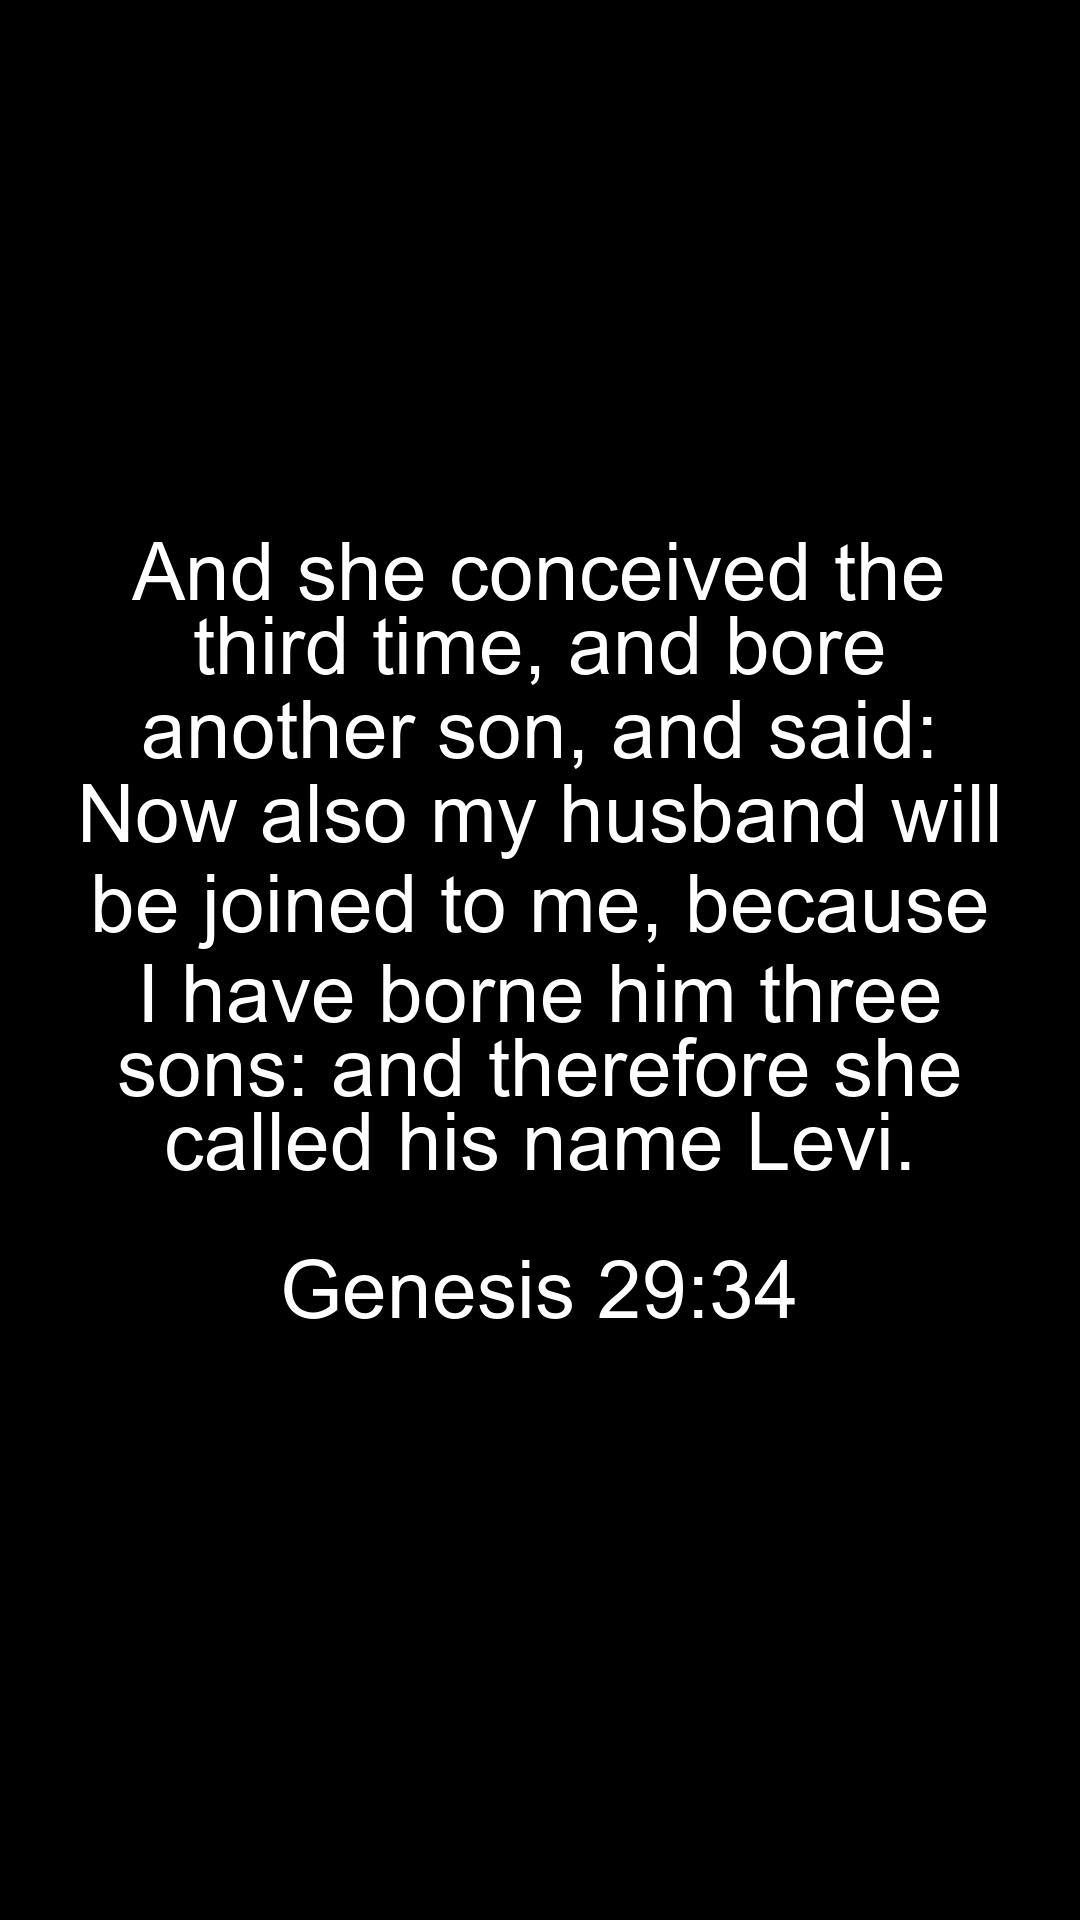 And she conceived the
third time, and bore
another son, and said:
Now also my husband will
be joined to me, because
I have borne him three
sons: and therefore she
called his name Levi.
Genesis 29:34